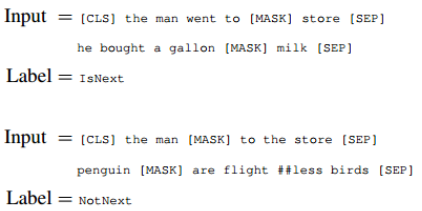 Input = [CLS] the man went to [MASK] store [SEP]
he bought a gallon [MASK] milk [SEP]
Label = IsNext
Input = [CLS] the man [MASK] to the store [SEP]
penguin [MASK] are flight ##less birds [SEP]
Label = NotNext